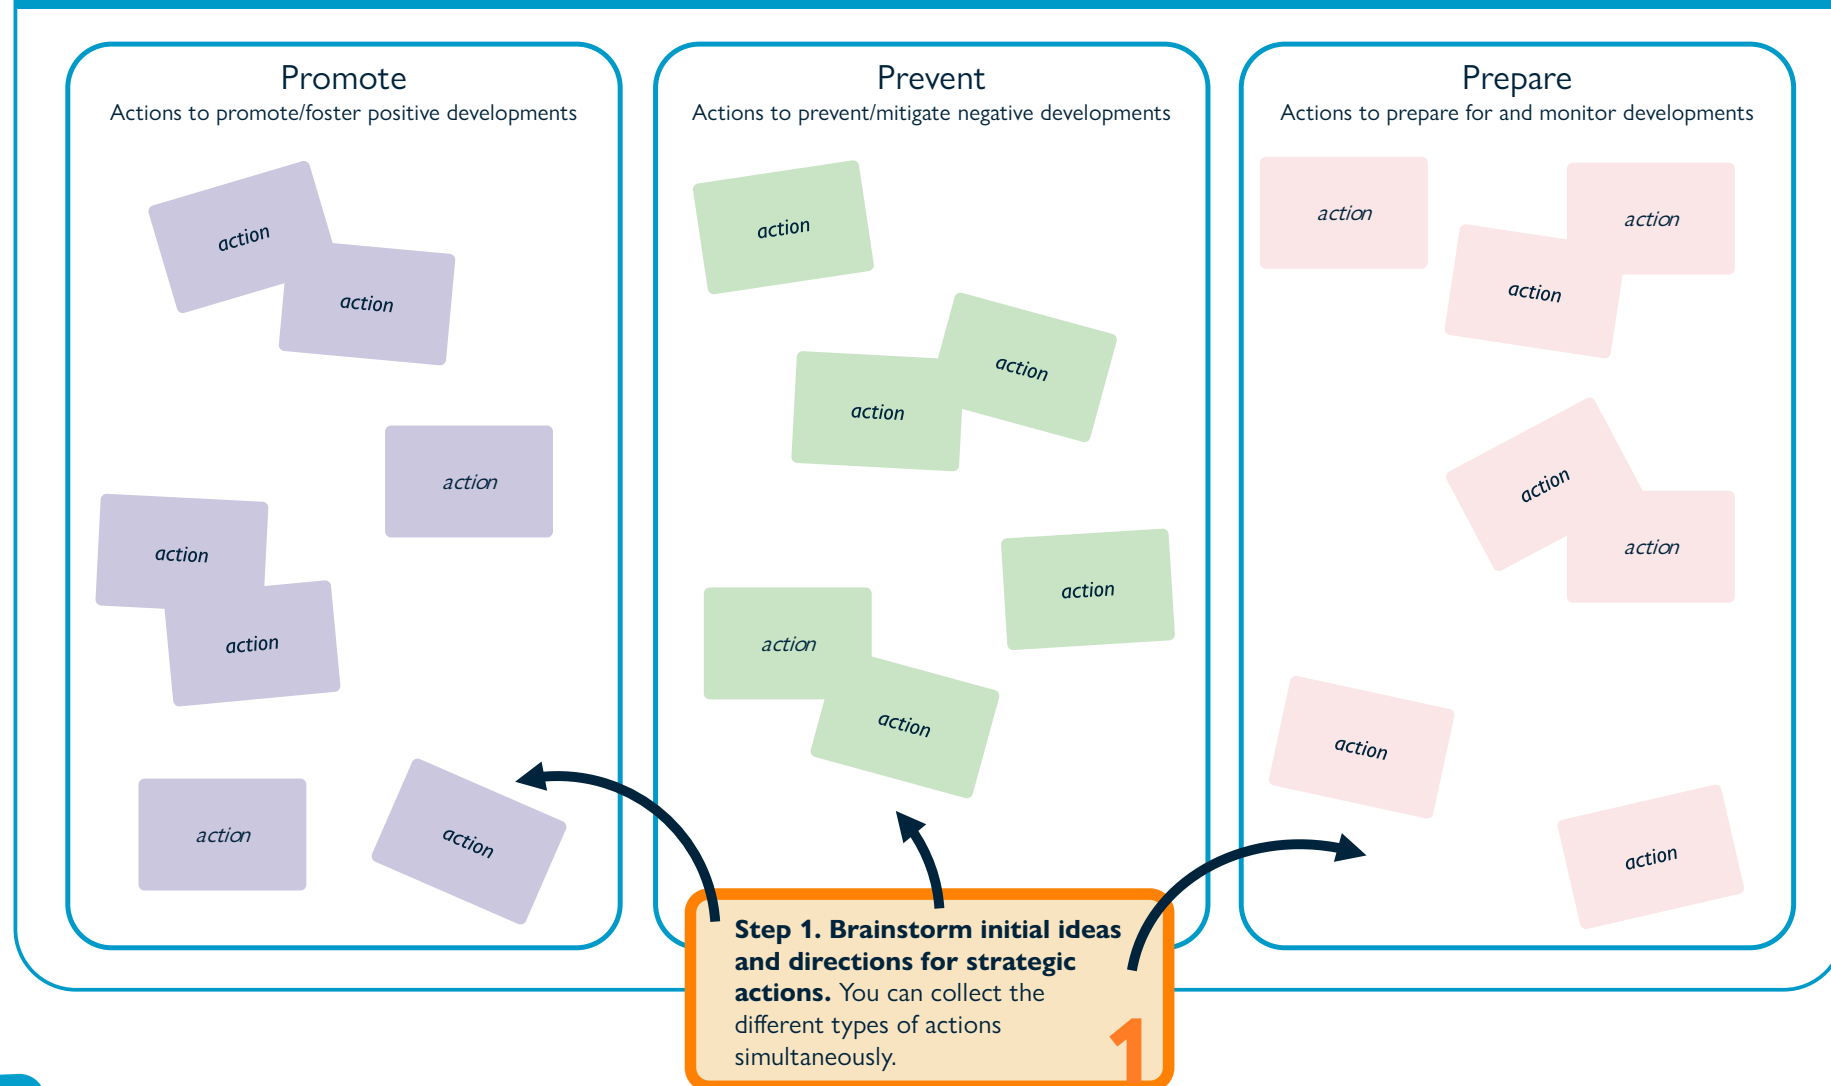 Promote
Actions to promote/foster positive developments
action
action
action
action
action
action
action
Prevent
Actions to prevent/mitigate negative developments
action
action
action
action
action
action
Prepare
Actions to prepare for and monitor developments
action
action
action
action
action
action
action
Step 1. Brainstorm initial ideas
and directions for strategic
actions. You can collect the
different types of actions
simultaneously.
1